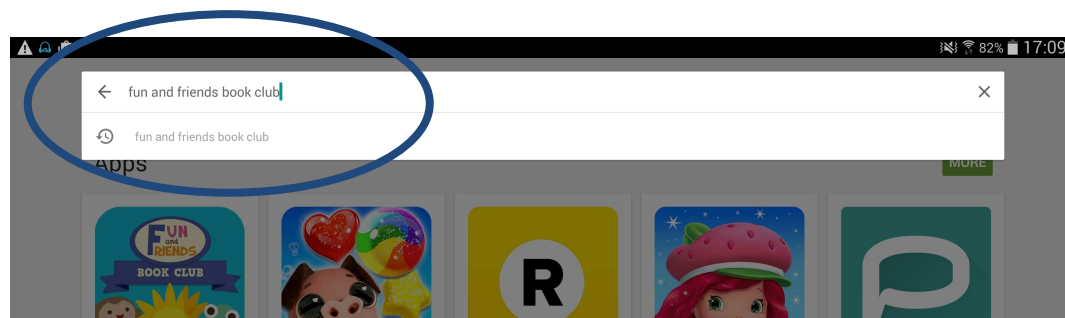 82% 17:09
fun and friends book club
fun and friends book club
Apps
MORE
FUN
and
FRIENDS
BOOK CLUB
R